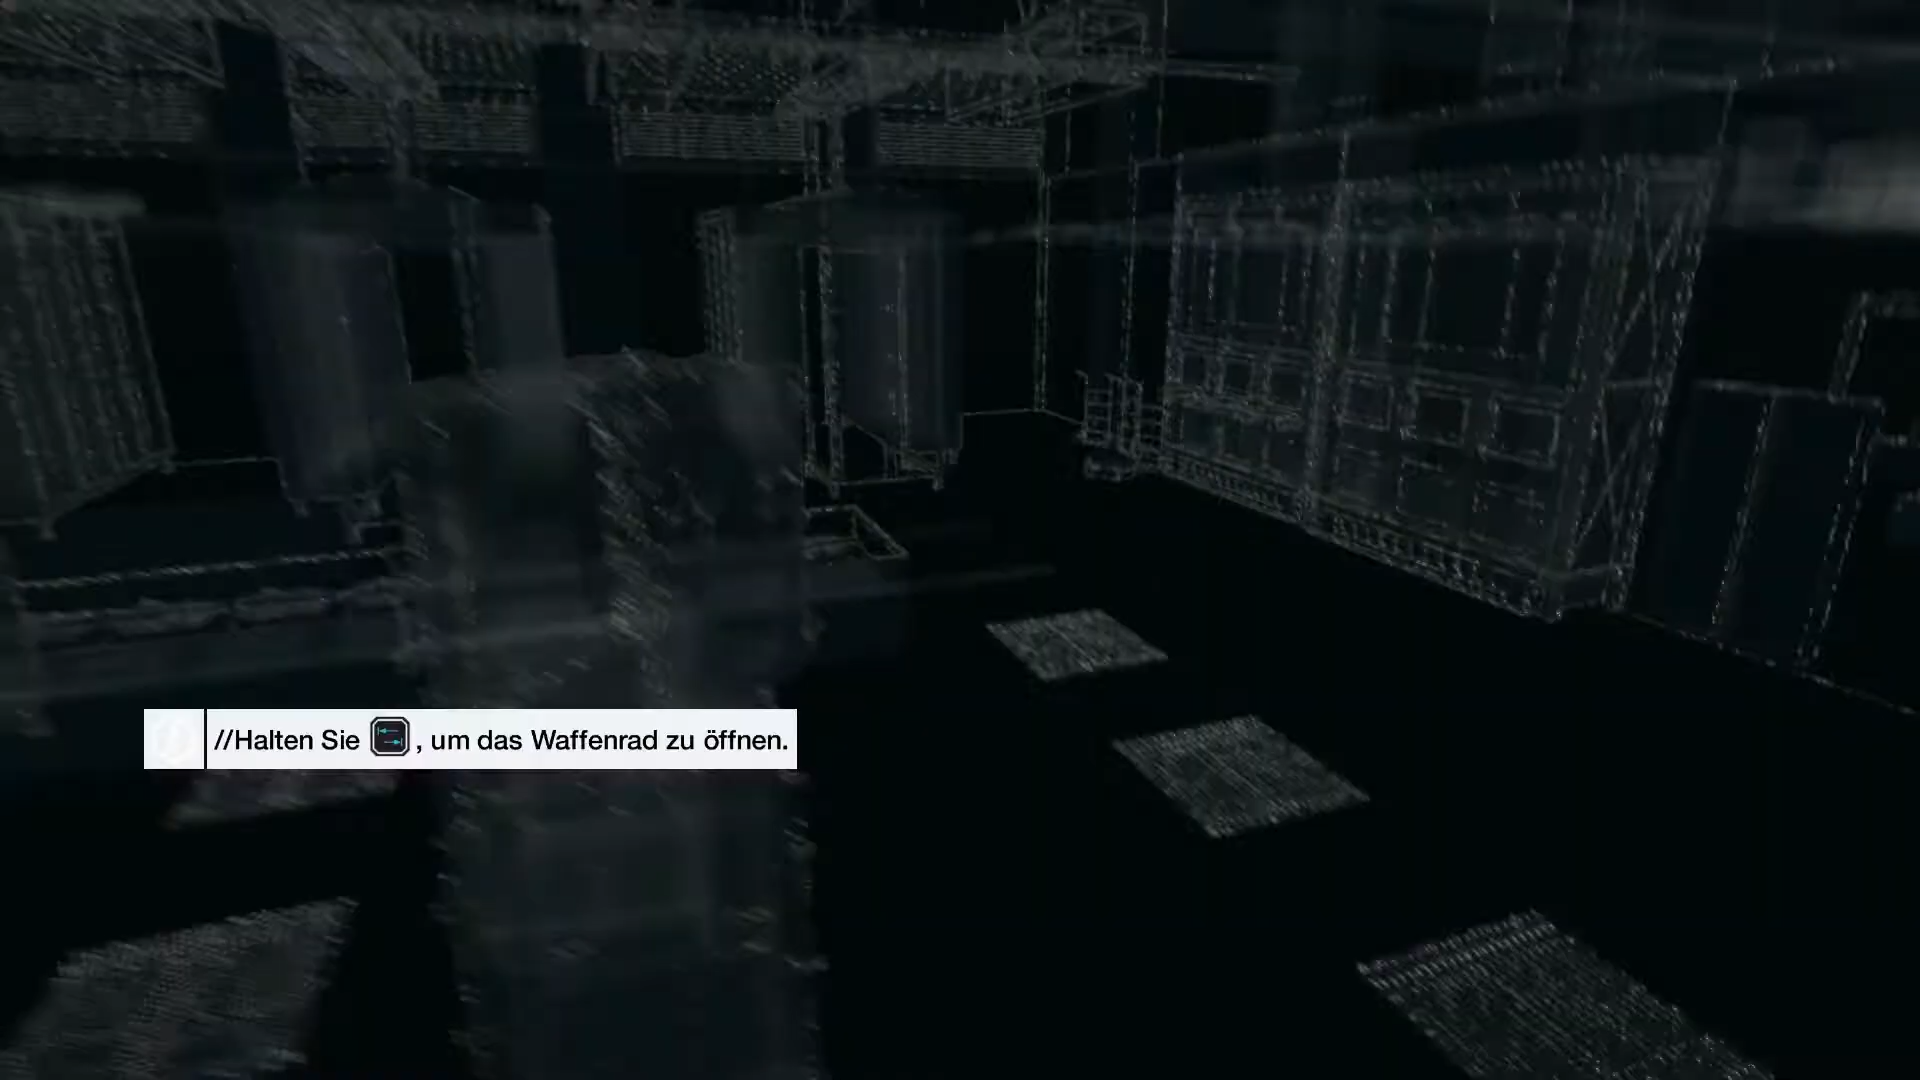 //Halten Sie , um das Waffenrad zu öffnen.